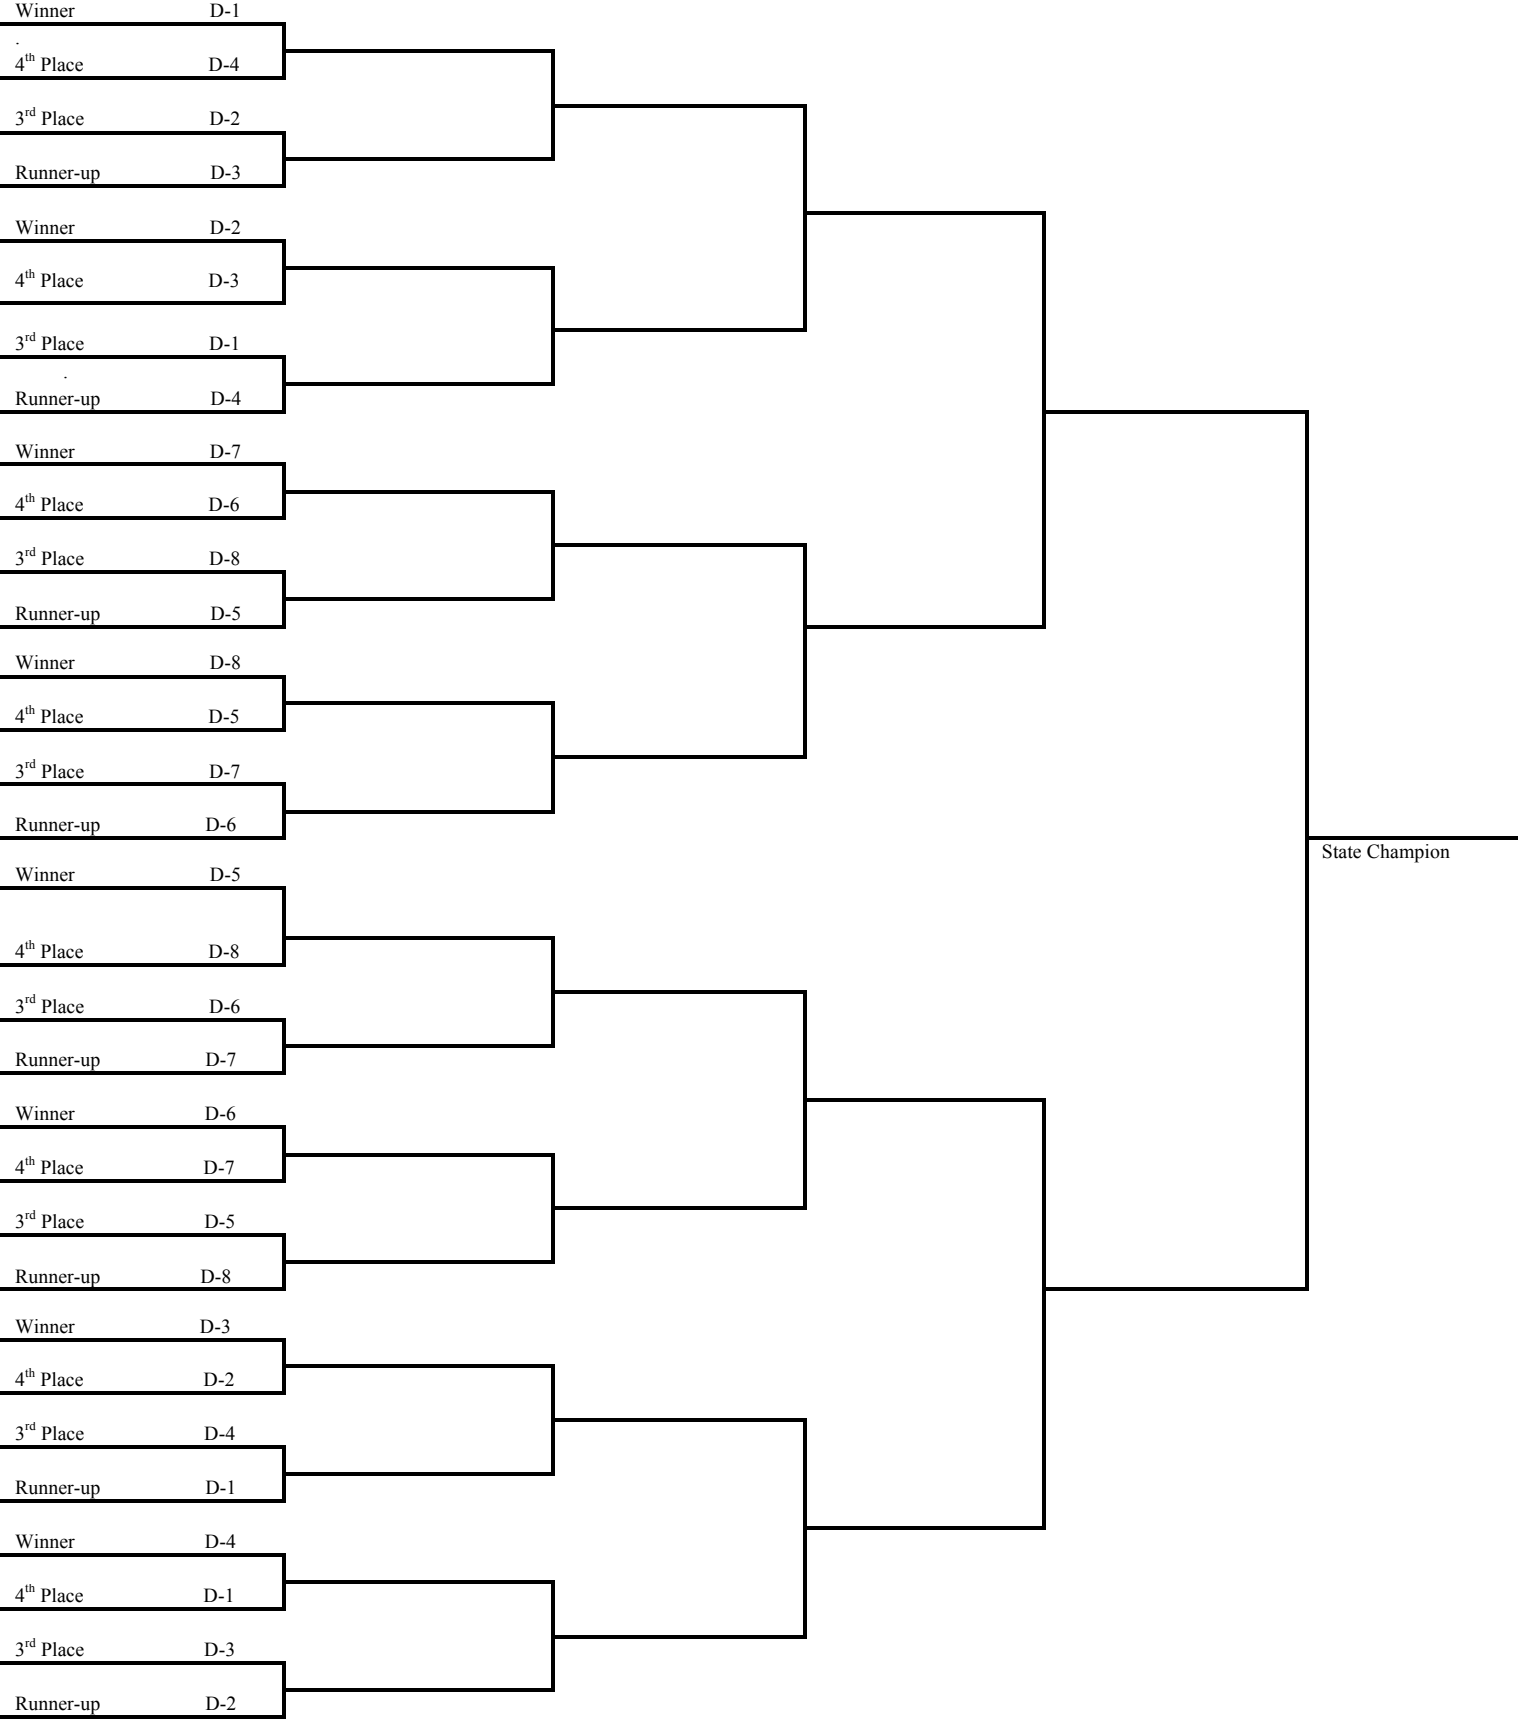 Winner D-1
.
4th Place D-4
3rd Place D-2
Runner-up D-3
Winner D-2
4th Place D-3
3rd Place D-1
.
Runner-up D-4
Winner D-7
4th Place D-6
3rd Place D-8
Runner-up D-5
Winner D-8
4th Place D-5
3rd Place D-7
Runner-up D-6
State Champion
Winner D-5
4th Place D-8
3rd Place D-6
Runner-up D-7
Winner D-6
4th Place D-7
3rd Place D-5
Runner-up D-8
Winner D-3
4th Place D-2
3rd Place D-4
Runner-up D-1
Winner D-4
4th Place D-1
3rd Place D-3
Runner-up D-2